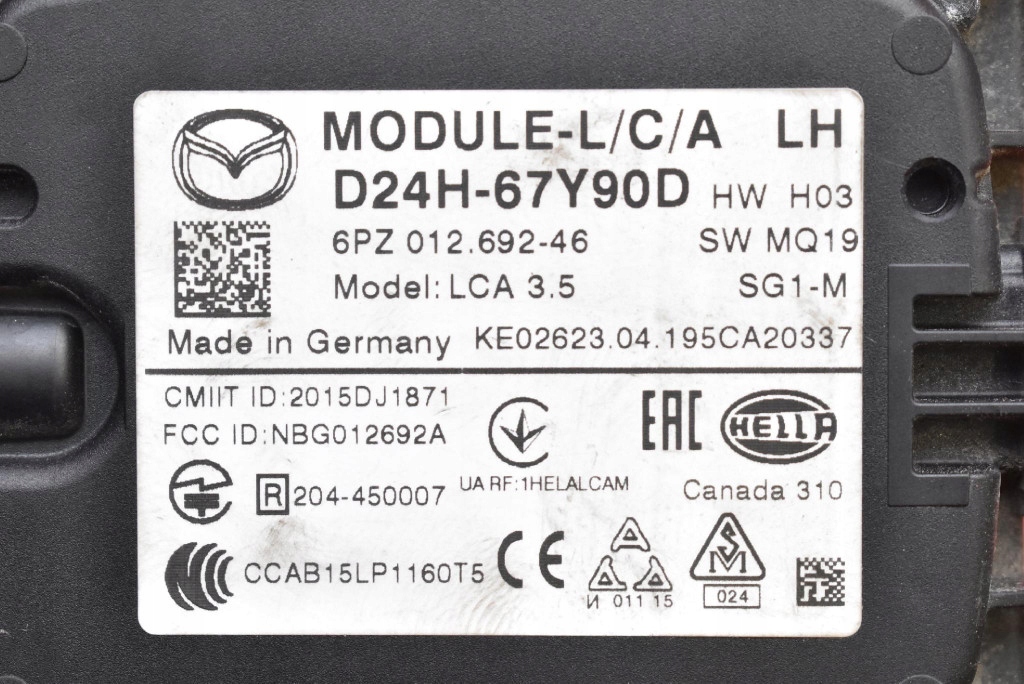 MODULE-L/C/A LH
D24H-67Y90D HW H03
6PZ 012.692-46 SW MQ19
Model: LCA 3.5 SG1-M
Made in Germany KE02623.04.195CA20337
CMIIT ID:2015DJ1871
FCC ID:NBG012692A
EAC HELLA
R 204-450007
UA RF:1HELALCAM
Canada 310
CCAB15LP1160T5
CE
A
A A
И 011 15
SM
024